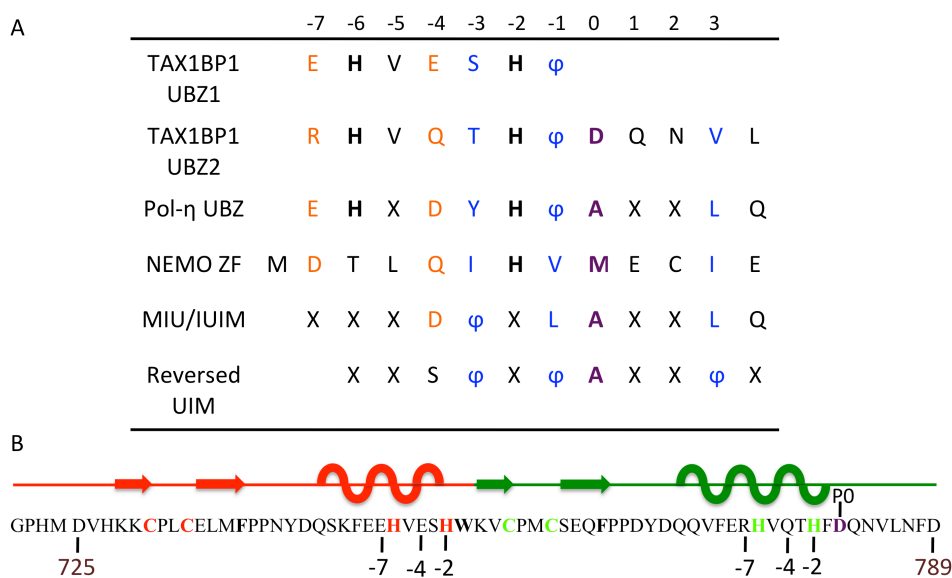 A
-7 -6 -5 -4 -3 -2 -1 0 1 2 3
TAX1BP1 E H V E S H φ
UBZ1
TAX1BP1 R H V Q T H φ D Q N V L
UBZ2
Pol-η UBZ E H X D Y H φ A X X L Q
NEMO ZF M D T L Q I H V M E C I E
MIU/IUIM X X X D φ X L A X X L Q
Reversed X X S φ X φ A X X φ X
UIM
B
P0
GPHM DVHKKCPLCELMFPPNYDQSKFEEHVESHWKVCPMCSEQFPPDYDQQVFERHVQTHFDQNVLNFD
725 -7 -4 -2 -7 -4 -2 789